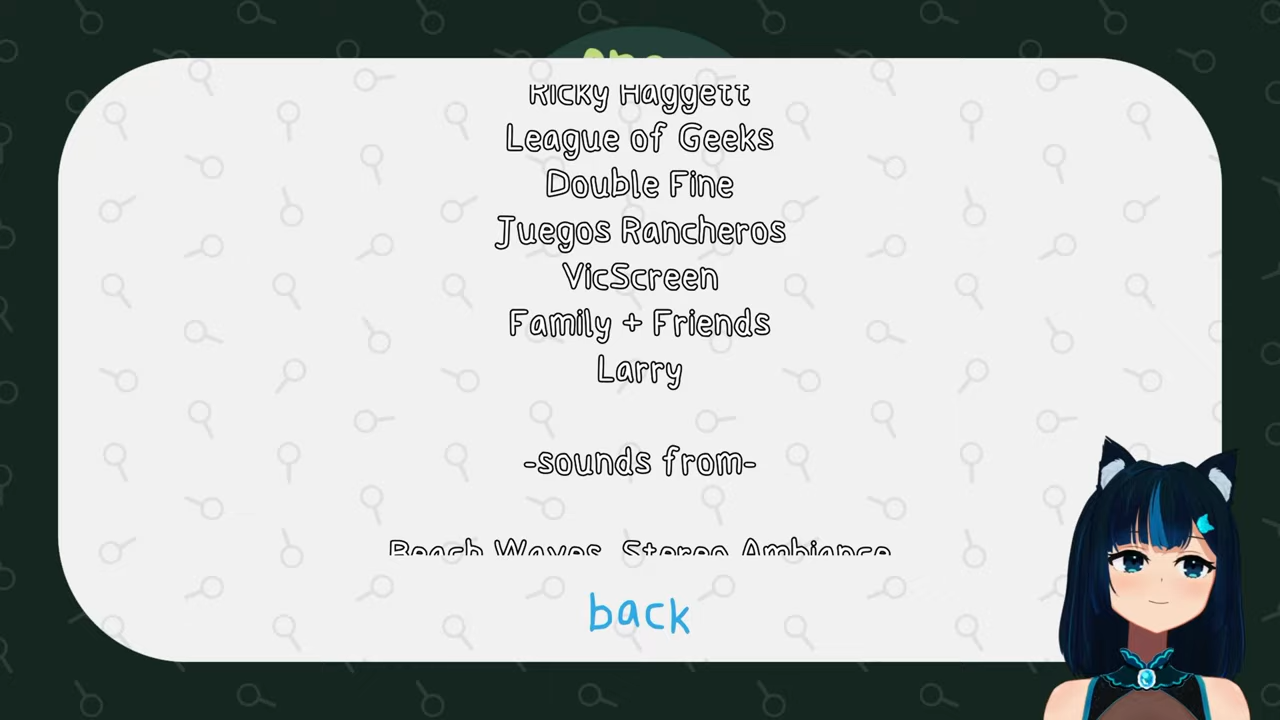 Ricky Haggett
League of Geeks
Double Fine
Juegos Rancheros
VicScreen
Family + Friends
Larry
-sounds from-
Beach Waves, Stereo Ambiance
back